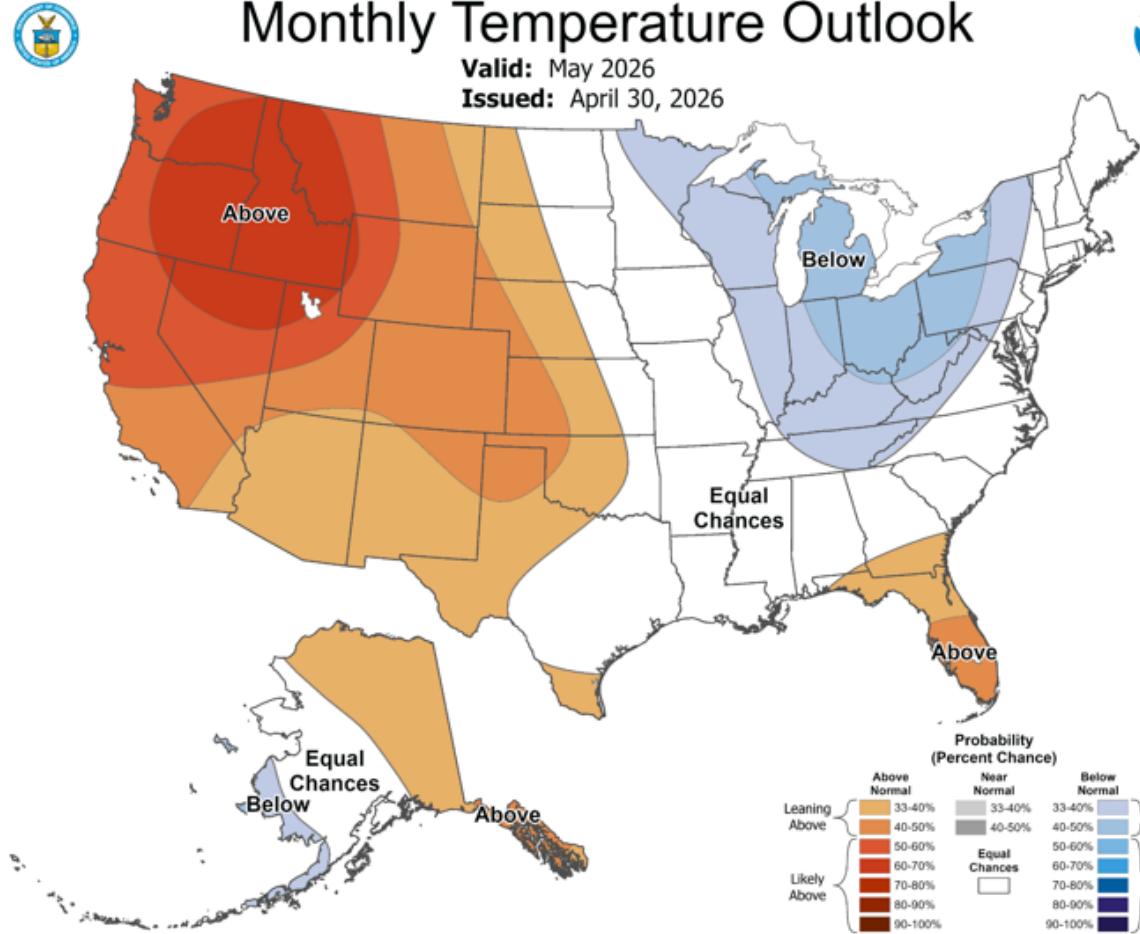 Monthly Temperature Outlook
Valid: May 2026
Issued: April 30, 2026
Above
Below
Equal
Chances
Above
Equal
Chances
Below
Above
Probability
(Percent Chance)
Above
Normal
Near
Normal
Below
Normal
Leaning
Above
33-40%
33-40%
33-40%
40-50%
40-50%
40-50%
Likely
Above
50-60%
Equal
Chances
50-60%
60-70%
60-70%
70-80%
70-80%
80-90%
80-90%
90-100%
90-100%